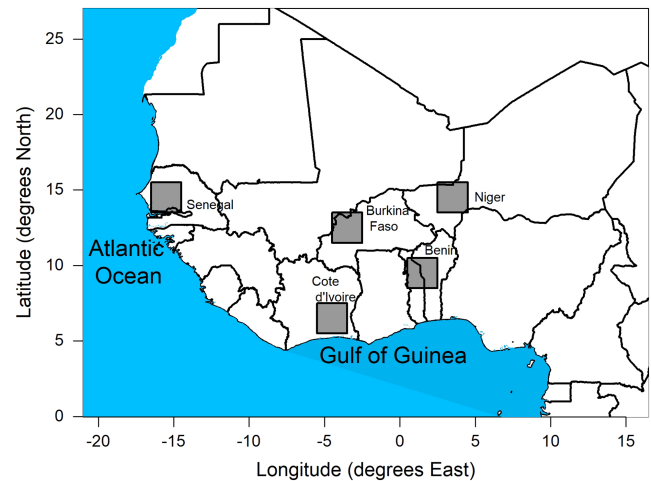 Latitude (degrees North)
25
20
15
10
5
0
Senegal
Niger
Burkina
Faso
Benin
Atlantic
Ocean
Cote
d'Ivoire
Gulf of Guinea
-20 -15 -10 -5 0 5 10 15
Longitude (degrees East)